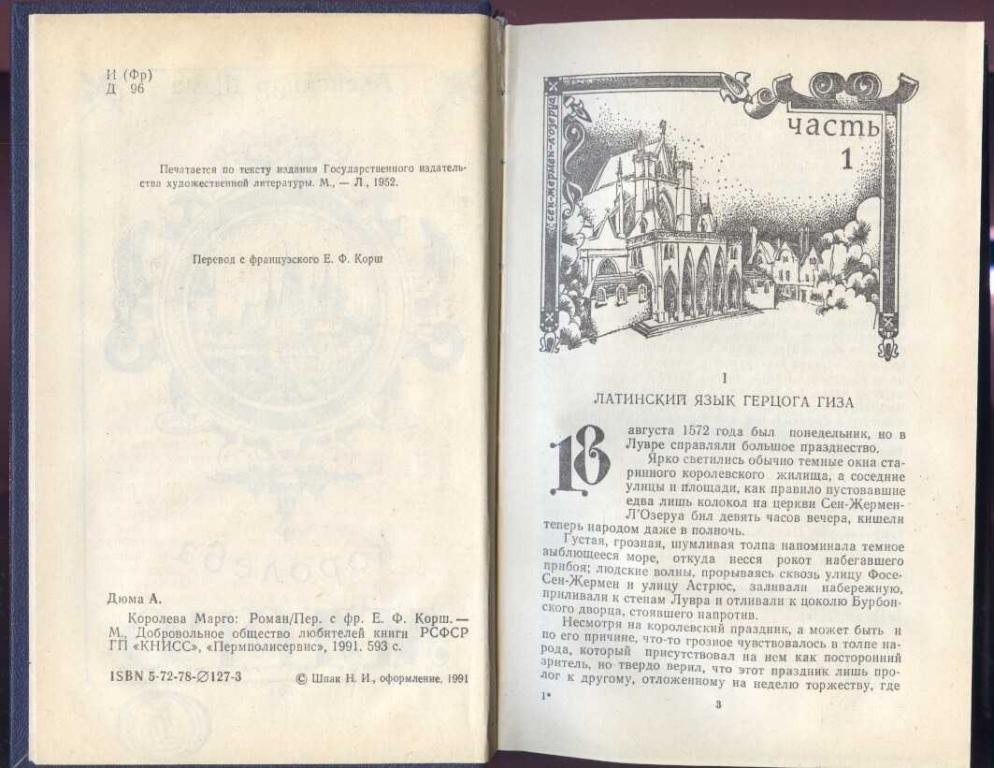 И (Фр)
Д 96
Печатается по тексту издания Государственного издатель-
ства художественной литературы. М., — Л., 1952.
Перевод с французского Е. Ф. Корш
Дюма А.
Королева Марго: Роман/Пер. с фр. Е. Ф. Корш. —
М., Добровольное общество любителей книги РСФСР
ГП «КНИСС», «Пермполисервис», 1991. 593 с.
ISBN 5-72-78-∅127-3
© Шпак Н. И., оформление, 1991
сен-жермен-лозеруа
часть
1
I
ЛАТИНСКИЙ ЯЗЫК ГЕРЦОГА ГИЗА
18 августа 1572 года был понедельник, но в
Лувре справляли большое празднество.
Ярко светились обычно темные окна ста-
ринного королевского жилища, а соседние
улицы и площади, как правило пустовавшие
едва лишь колокол на церкви Сен-Жермен-
Л'Озеруа бил девять часов вечера, кишели
теперь народом даже в полночь.
Густая, грозная, шумливая толпа напоминала темное
зыблющееся море, откуда несся рокот набегавшего
прибоя; людские волны, прорываясь сквозь улицу Фосе-
Сен-Жермен и улицу Астрюс, заливали набережную,
приливали к стенам Лувра и отливали к цоколю Бурбон-
ского дворца, стоявшего напротив.
Несмотря на королевский праздник, а может быть и
по его причине, что-то грозное чувствовалось в толпе на-
рода, который присутствовал на нем как посторонний
зритель, но твердо верил, что этот праздник лишь про-
лог к другому, отложенному на неделю торжеству, где
1*
3